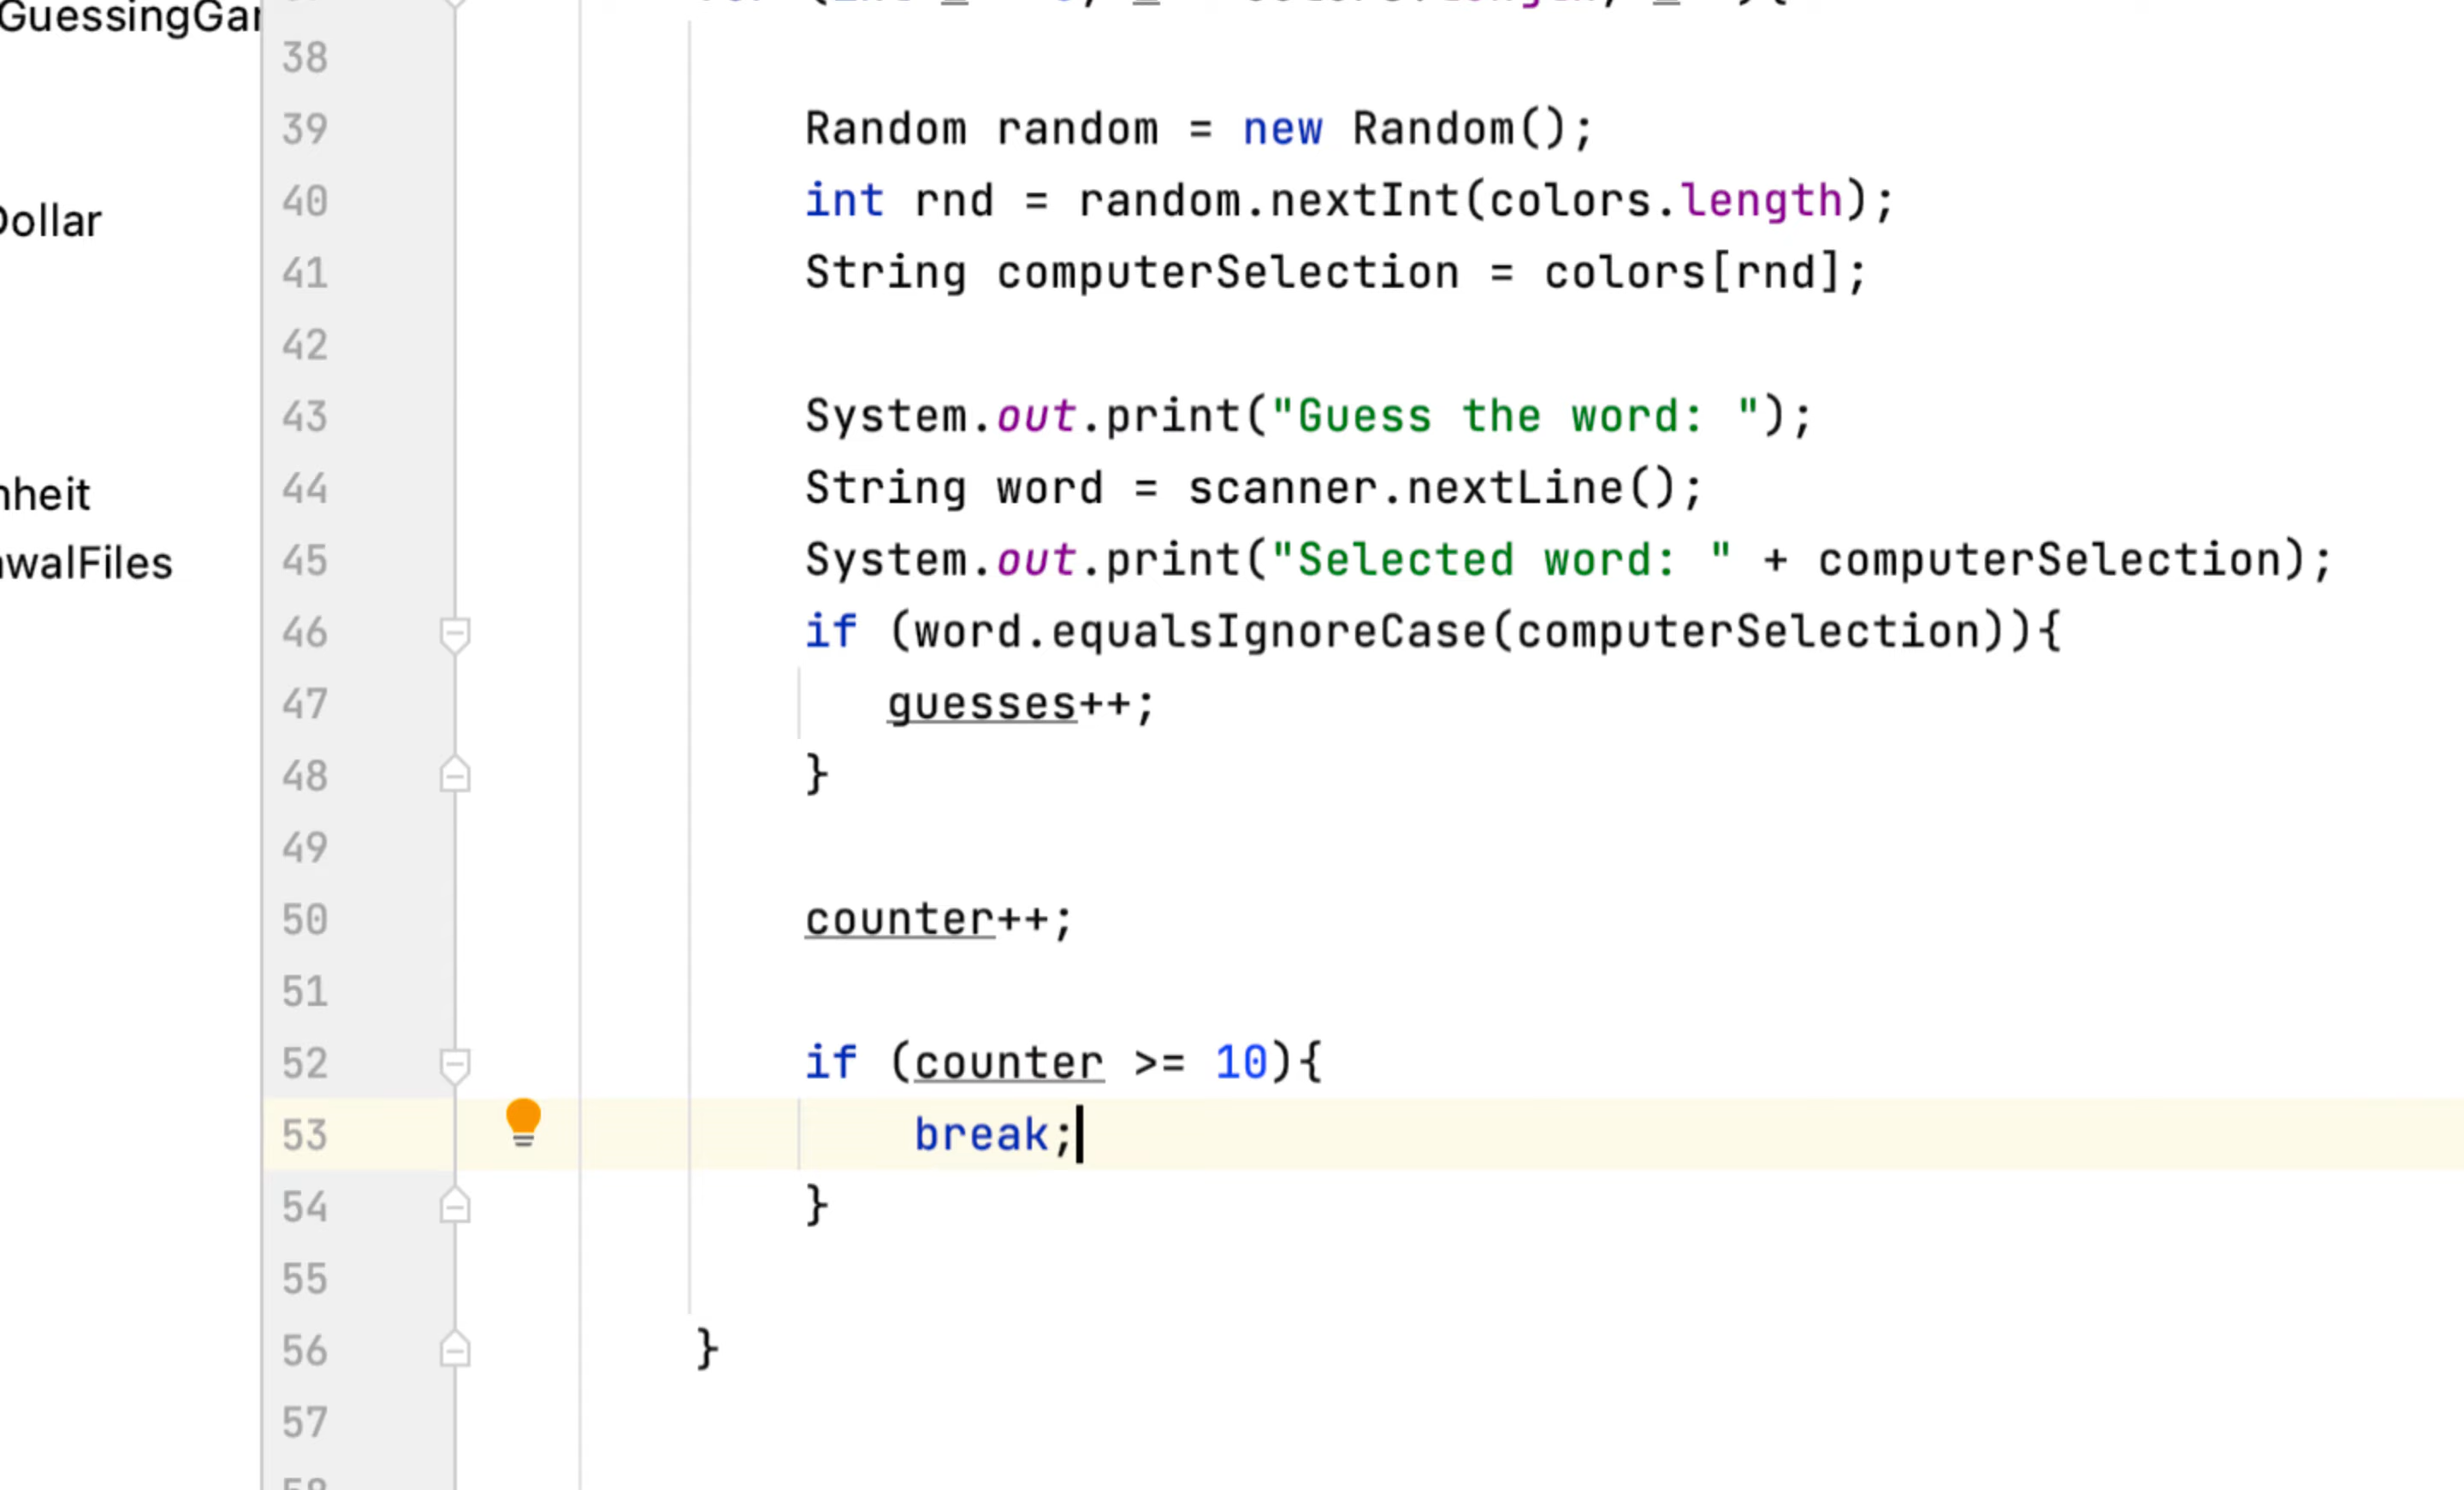 GuessingGa
38
39 Random random = new Random();
40 int rnd = random.nextInt(colors.length);
Dollar
41 String computerSelection = colors[rnd];
42
43 System.out.print("Guess the word: ");
44 String word = scanner.nextLine();
nheit
45 System.out.print("Selected word: " + computerSelection);
awalFiles
46 if (word.equalsIgnoreCase(computerSelection)){
47 guesses++;
48 }
49
50 counter++;
51
52 if (counter >= 10){
53 break;
54 }
55
56 }
57